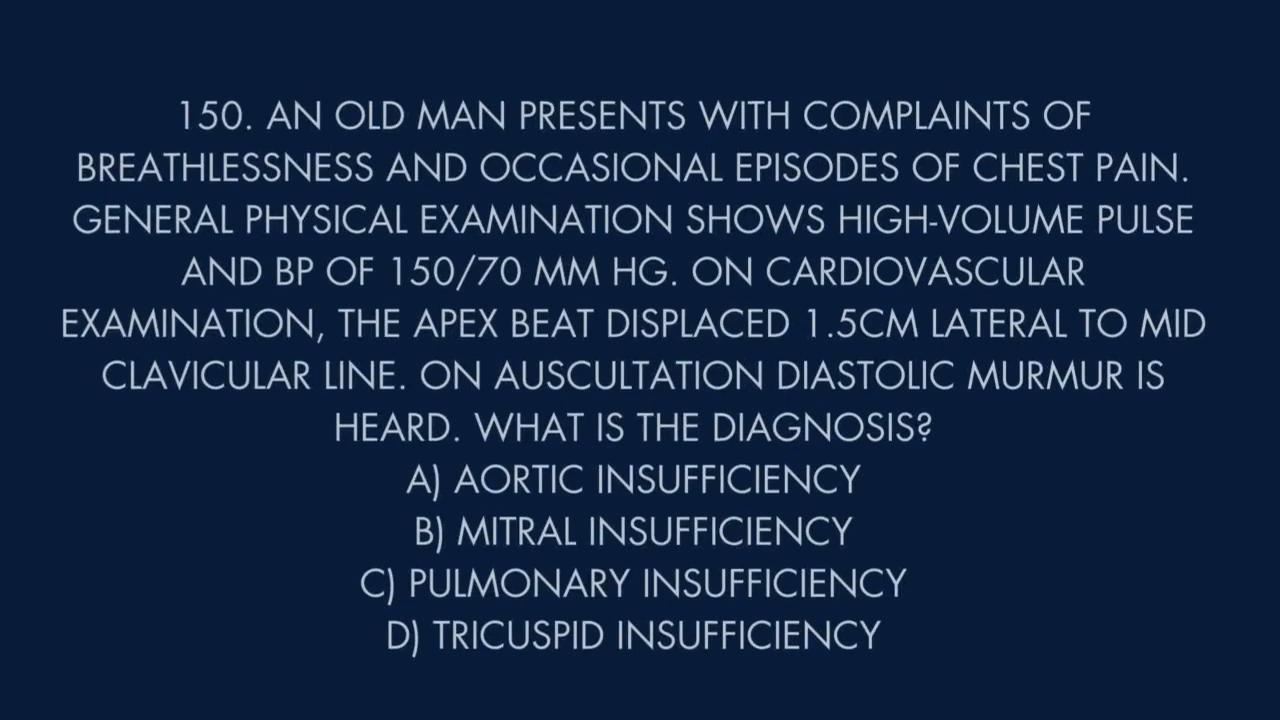 150. AN OLD MAN PRESENTS WITH COMPLAINTS OF
BREATHLESSNESS AND OCCASIONAL EPISODES OF CHEST PAIN.
GENERAL PHYSICAL EXAMINATION SHOWS HIGH-VOLUME PULSE
AND BP OF 150/70 MM HG. ON CARDIOVASCULAR
EXAMINATION, THE APEX BEAT DISPLACED 1.5CM LATERAL TO MID
CLAVICULAR LINE. ON AUSCULTATION DIASTOLIC MURMUR IS
HEARD. WHAT IS THE DIAGNOSIS?
A) AORTIC INSUFFICIENCY
B) MITRAL INSUFFICIENCY
C) PULMONARY INSUFFICIENCY
D) TRICUSPID INSUFFICIENCY